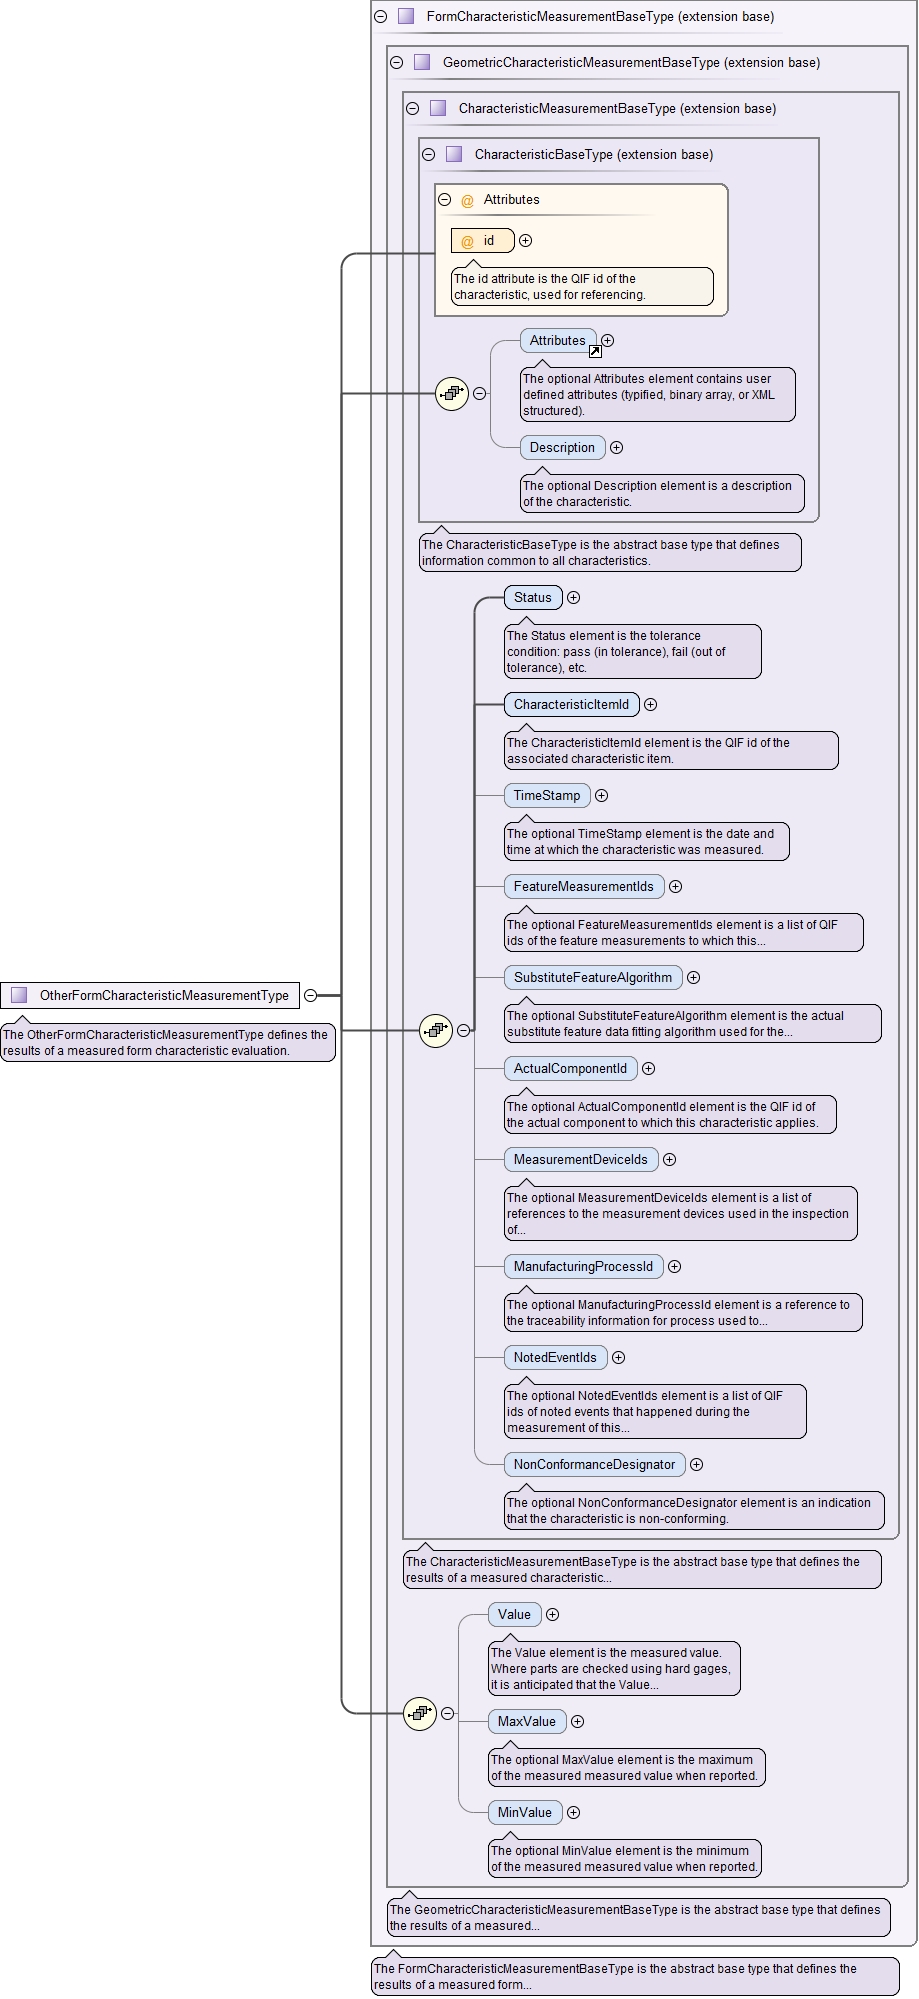 FormCharacteristicMeasurementBaseType (extension base)
GeometricCharacteristicMeasurementBaseType (extension base)
CharacteristicMeasurementBaseType (extension base)
CharacteristicBaseType (extension base)
@ Attributes
@ id
The id attribute is the QIF id of the
characteristic, used for referencing.
Attributes
The optional Attributes element contains user
defined attributes (typified, binary array, or XML
structured).
Description
The optional Description element is a description
of the characteristic.
The CharacteristicBaseType is the abstract base type that defines
information common to all characteristics.
Status
The Status element is the tolerance
condition: pass (in tolerance), fail (out of
tolerance), etc.
CharacteristicItemId
The CharacteristicItemId element is the QIF id of the
associated characteristic item.
TimeStamp
The optional TimeStamp element is the date and
time at which the characteristic was measured.
FeatureMeasurementIds
The optional FeatureMeasurementIds element is a list of QIF
ids of the feature measurements to which this...
SubstituteFeatureAlgorithm
OtherFormCharacteristicMeasurementType
The OtherFormCharacteristicMeasurementType defines the
results of a measured form characteristic evaluation.
The optional SubstituteFeatureAlgorithm element is the actual
substitute feature data fitting algorithm used for the...
ActualComponentId
The optional ActualComponentId element is the QIF id of
the actual component to which this characteristic applies.
MeasurementDeviceIds
The optional MeasurementDeviceIds element is a list of
references to the measurement devices used in the inspection
of...
ManufacturingProcessId
The optional ManufacturingProcessId element is a reference to
the traceability information for process used to...
NotedEventIds
The optional NotedEventIds element is a list of QIF
ids of noted events that happened during the
measurement of this...
NonConformanceDesignator
The optional NonConformanceDesignator element is an indication
that the characteristic is non-conforming.
The CharacteristicMeasurementBaseType is the abstract base type that defines the
results of a measured characteristic...
Value
The Value element is the measured value.
Where parts are checked using hard gages,
it is anticipated that the Value...
MaxValue
The optional MaxValue element is the maximum
of the measured measured value when reported.
MinValue
The optional MinValue element is the minimum
of the measured measured value when reported.
The GeometricCharacteristicMeasurementBaseType is the abstract base type that defines
the results of a measured...
The FormCharacteristicMeasurementBaseType is the abstract base type that defines the
results of a measured form...